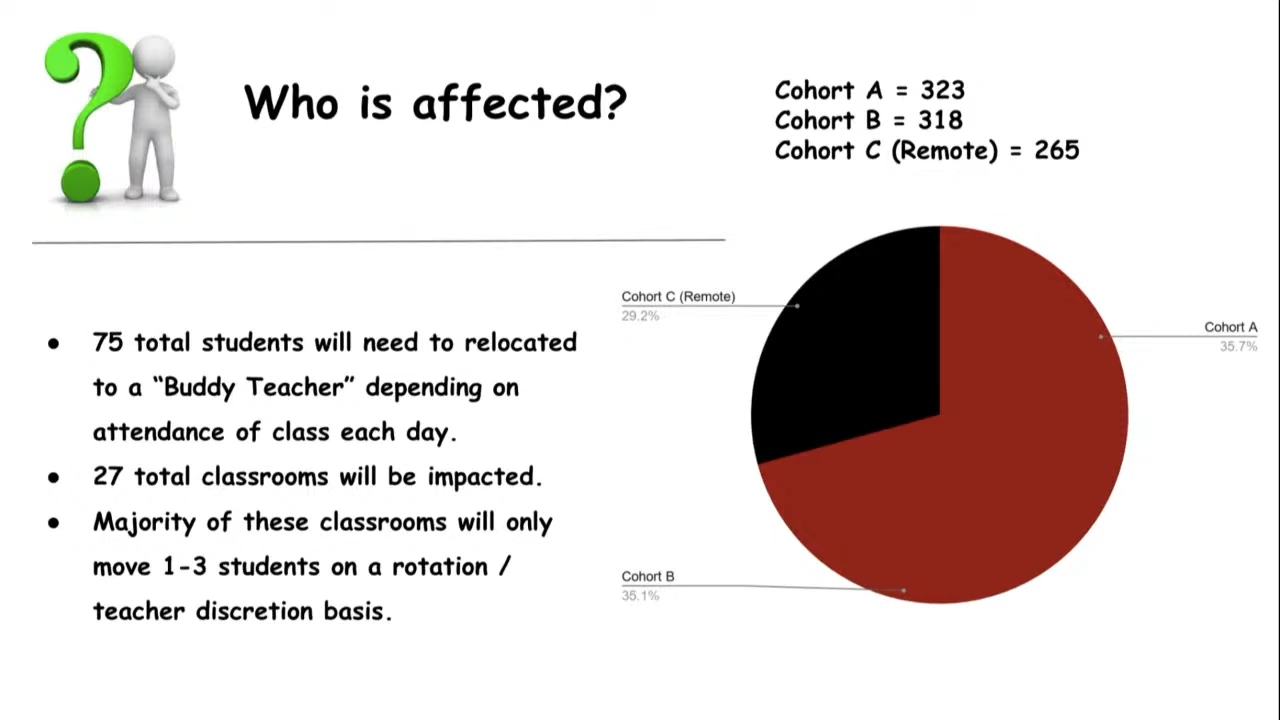 Who is affected?
Cohort A = 323
Cohort B = 318
Cohort C (Remote) = 265
● 75 total students will need to relocated
to a “Buddy Teacher” depending on
attendance of class each day.
● 27 total classrooms will be impacted.
● Majority of these classrooms will only
move 1-3 students on a rotation /
teacher discretion basis.
Cohort C (Remote)
29.2%
Cohort A
35.7%
Cohort B
35.1%